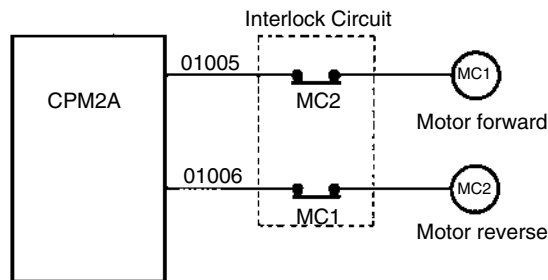 Interlock Circuit
01005
MC1
CPM2A
MC2
Motor forward
01006
MC2
MC1
Motor reverse